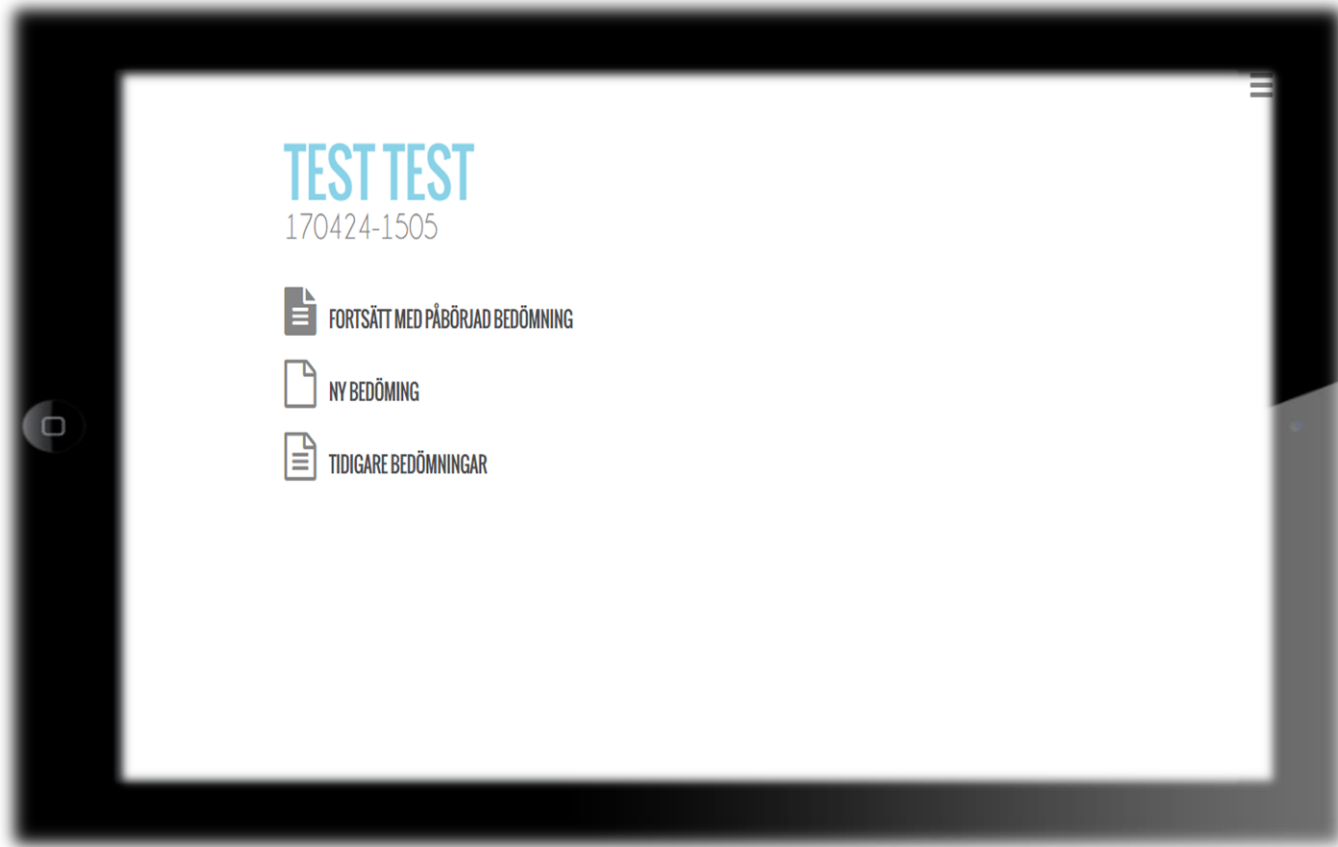 TEST TEST
170424-1505
FORTSÄTT MED PÅBÖRJAD BEDÖMNING
NY BEDÖMING
TIDIGARE BEDÖMNINGAR